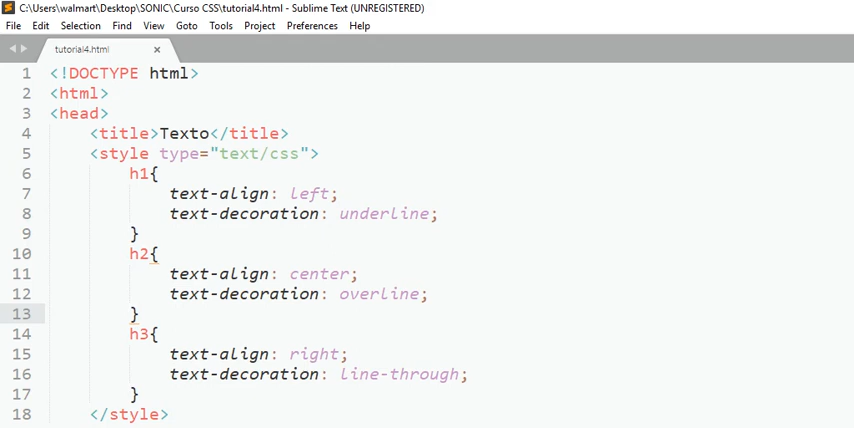 C:\Users\walmart\Desktop\SONIC\Curso CSS\tutorial4.html - Sublime Text (UNREGISTERED)
File Edit Selection Find View Goto Tools Project Preferences Help
tutorial4.html ×
1 <!DOCTYPE html>
2 <html>
3 <head>
4 <title>Texto</title>
5 <style type="text/css">
6 h1{
7 text-align: left;
8 text-decoration: underline;
9 }
10 h2{
11 text-align: center;
12 text-decoration: overline;
13 }
14 h3{
15 text-align: right;
16 text-decoration: line-through;
17 }
18 </style>